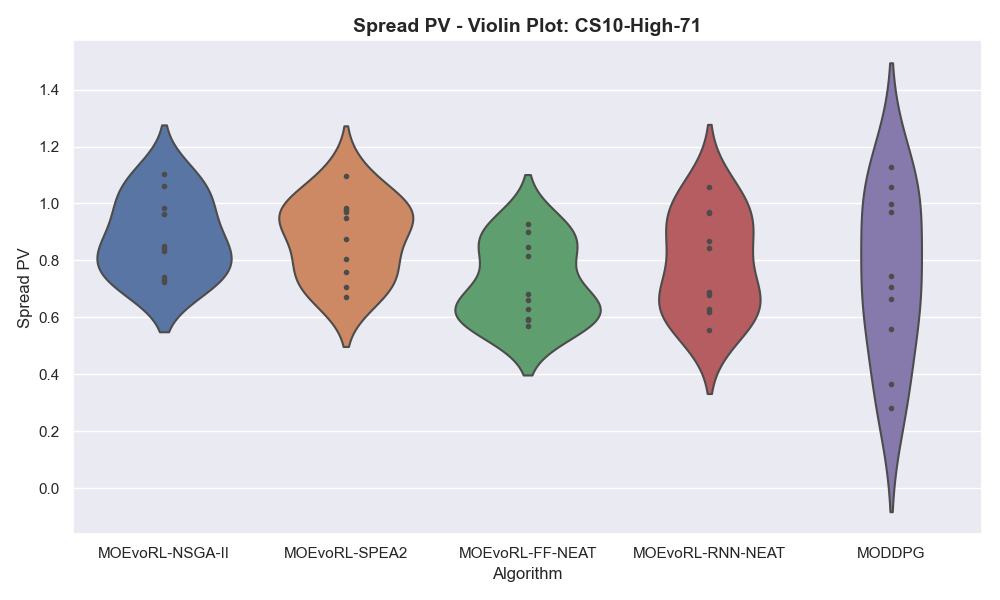 Spread PV - Violin Plot: CS10-High-71
Spread PV
1.4
1.2
1.0
0.8
0.6
0.4
0.2
0.0
MOEvoRL-NSGA-II MOEvoRL-SPEA2 MOEvoRL-FF-NEAT MOEvoRL-RNN-NEAT MODDPG
Algorithm